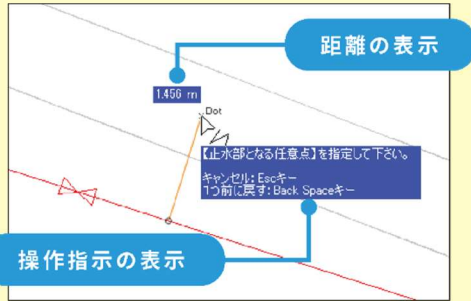 距離の表示
1.456 m
Dot
【止水部となる任意点】を指定して下さい。
キャンセル：Escキー
1つ前に戻す：Back Spaceキー
操作指示の表示